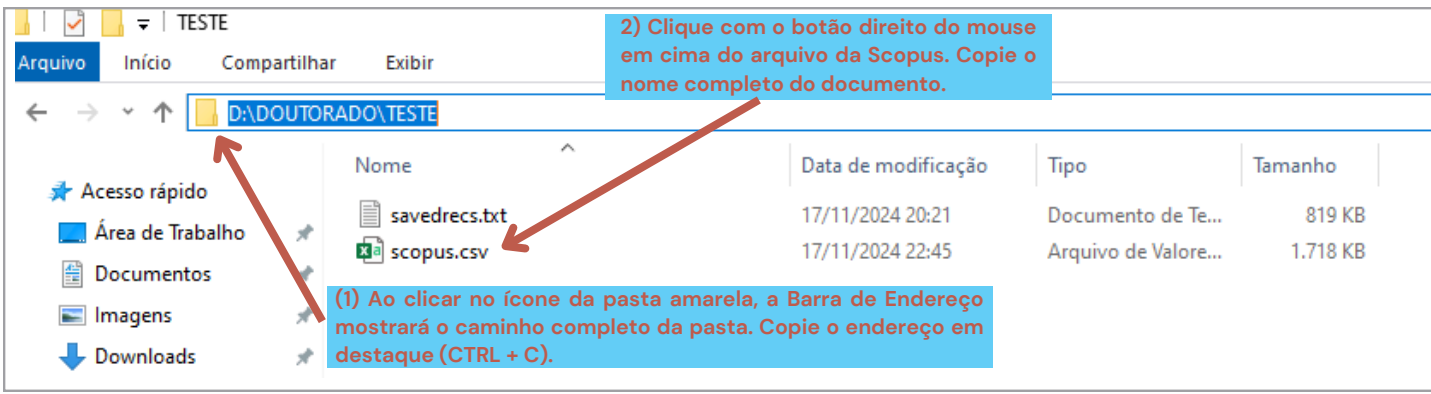 TESTE
Arquivo Início Compartilhar Exibir
2) Clique com o botão direito do mouse
em cima do arquivo da Scopus. Copie o
nome completo do documento.
D:\DOUTORADO\TESTE
Nome Data de modificação Tipo Tamanho
Acesso rápido
Área de Trabalho
Documentos
Imagens
Downloads
savedrecs.txt 17/11/2024 20:21 Documento de Te... 819 KB
scopus.csv 17/11/2024 22:45 Arquivo de Valore... 1.718 KB
(1) Ao clicar no ícone da pasta amarela, a Barra de Endereço
mostrará o caminho completo da pasta. Copie o endereço em
destaque (CTRL + C).